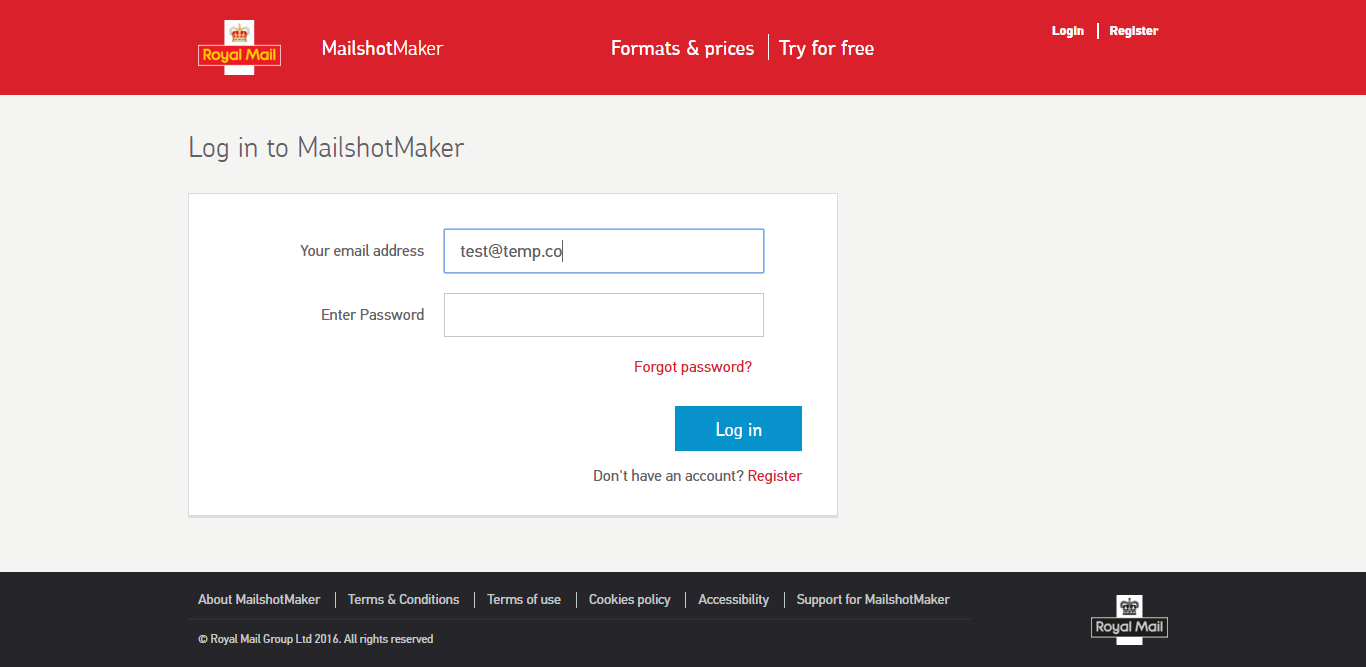 Royal Mail
MailshotMaker
Formats & prices
Try for free
Login
Register
Log in to MailshotMaker
Your email address
test@temp.co
Enter Password
Forgot password?
Log in
Don't have an account? Register
About MailshotMaker
Terms & Conditions
Terms of use
Cookies policy
Accessibility
Support for MailshotMaker
Royal Mail
© Royal Mail Group Ltd 2016. All rights reserved